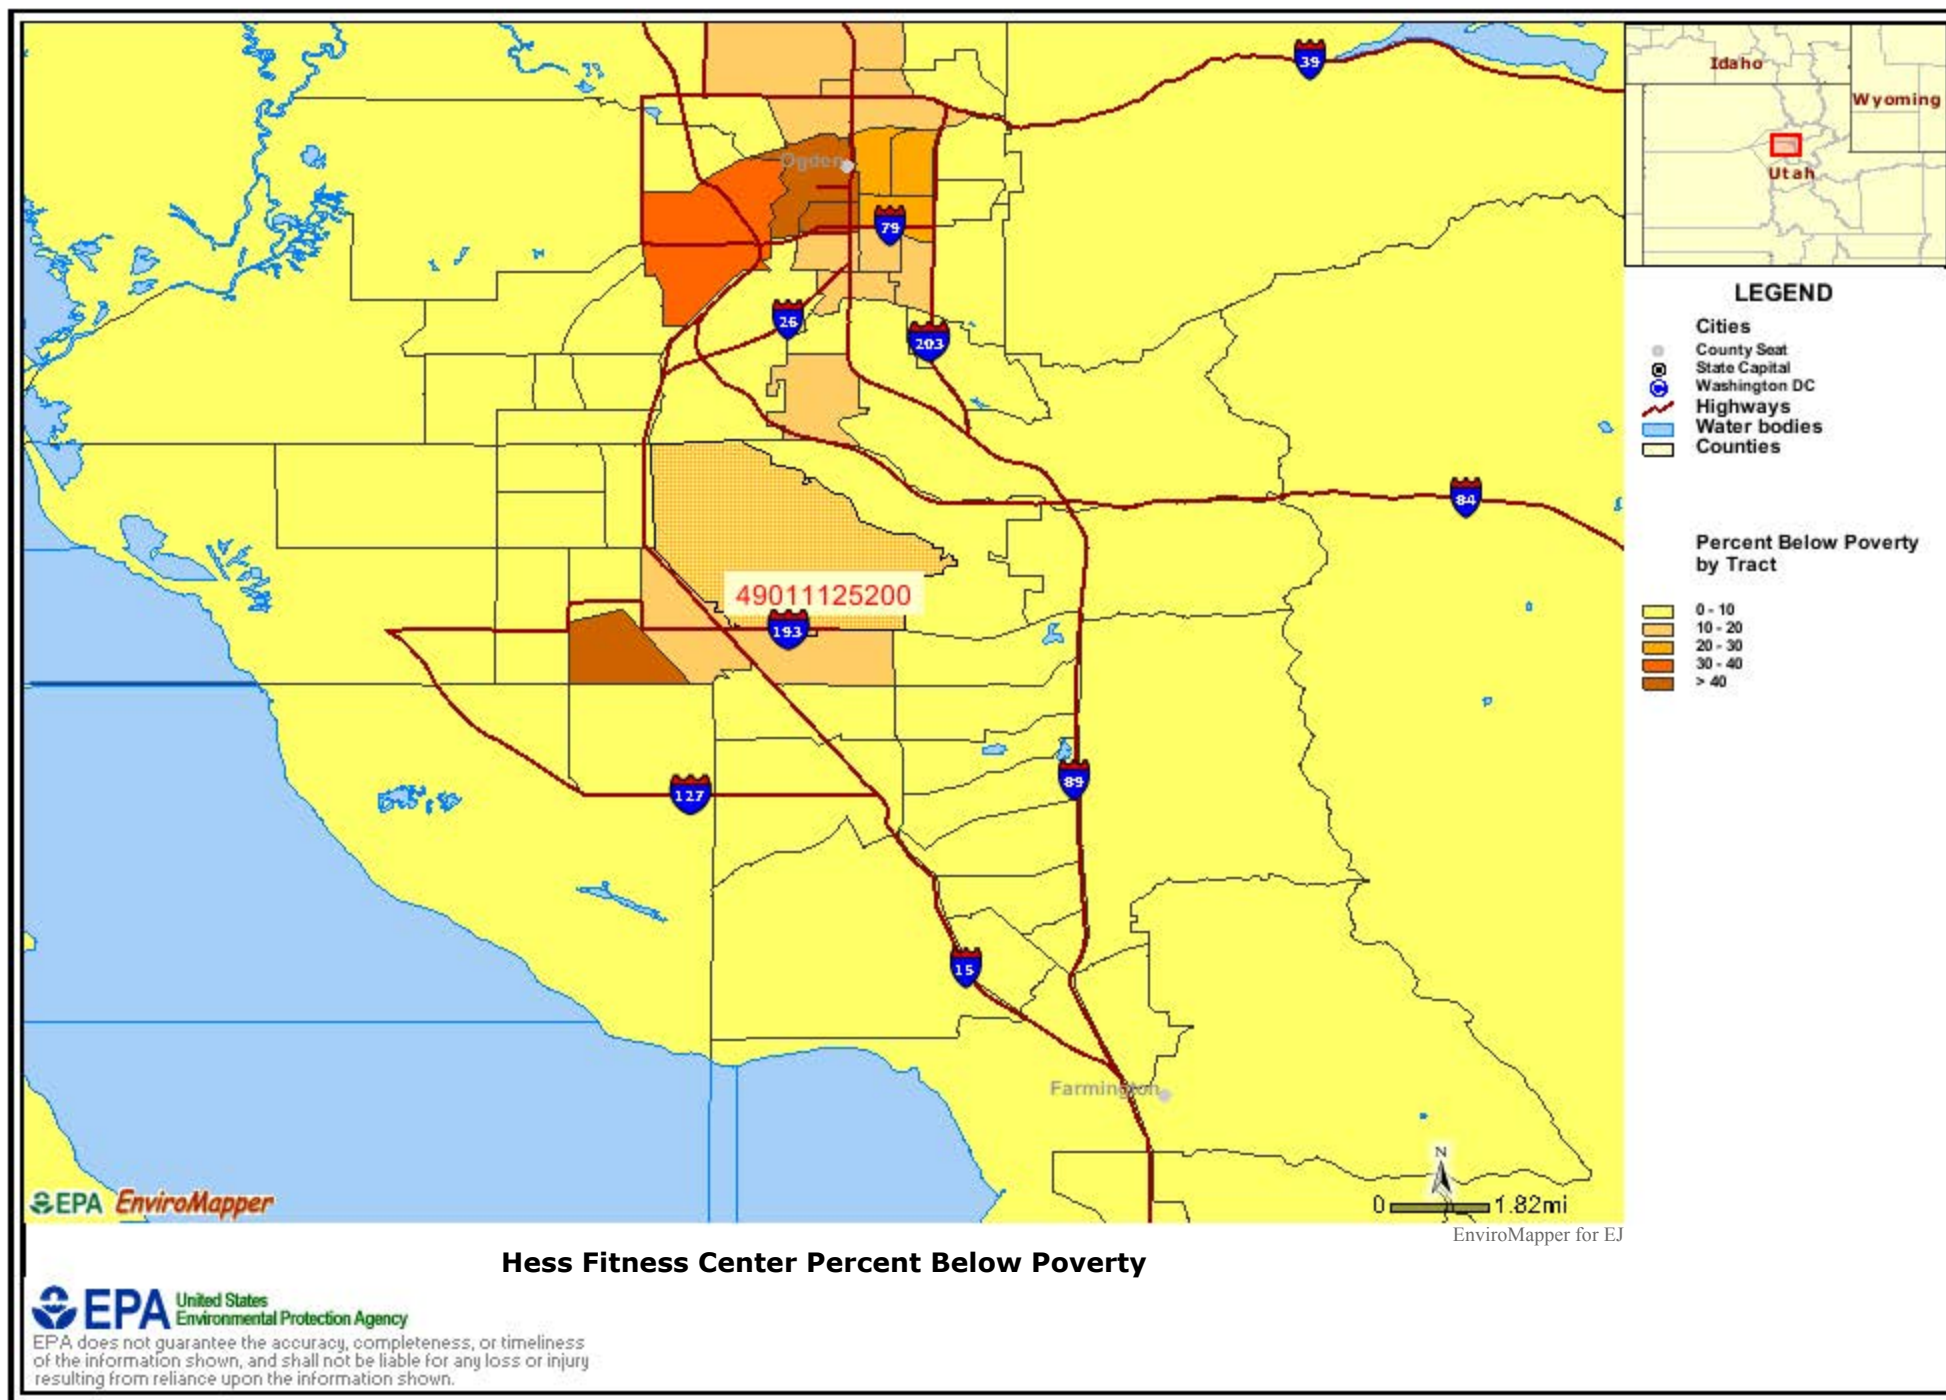 39
Idaho
Wyoming
Utah
Ogden
79
26
203
84
49011125200
193
127
89
15
Farmington
LEGEND
Cities
County Seat
State Capital
Washington DC
Highways
Water bodies
Counties
Percent Below Poverty
by Tract
0 - 10
10 - 20
20 - 30
30 - 40
> 40
N
0 1.82mi
EPA EnviroMapper
EnviroMapper for EJ
Hess Fitness Center Percent Below Poverty
EPA United States
Environmental Protection Agency
EPA does not guarantee the accuracy, completeness, or timeliness
of the information shown, and shall not be liable for any loss or injury
resulting from reliance upon the information shown.